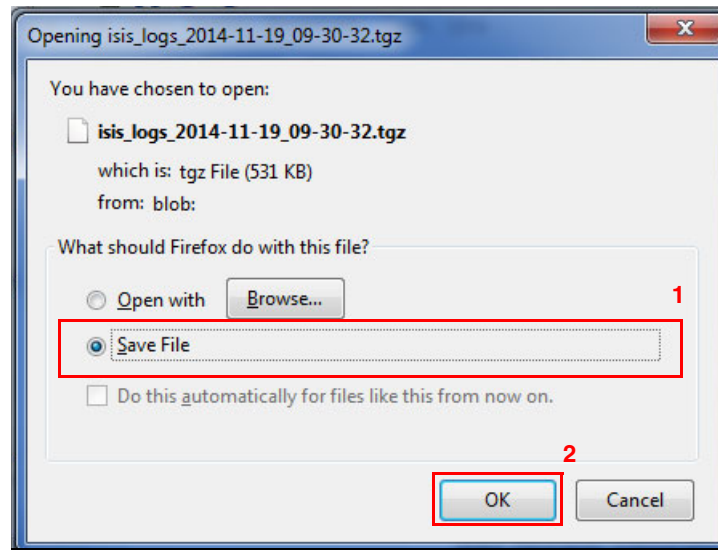 Opening isis_logs_2014-11-19_09-30-32.tgz
You have chosen to open:
isis_logs_2014-11-19_09-30-32.tgz
which is: tgz File (531 KB)
from: blob:
What should Firefox do with this file?
Open with Browse...
1
Save File
Do this automatically for files like this from now on.
2
OK Cancel